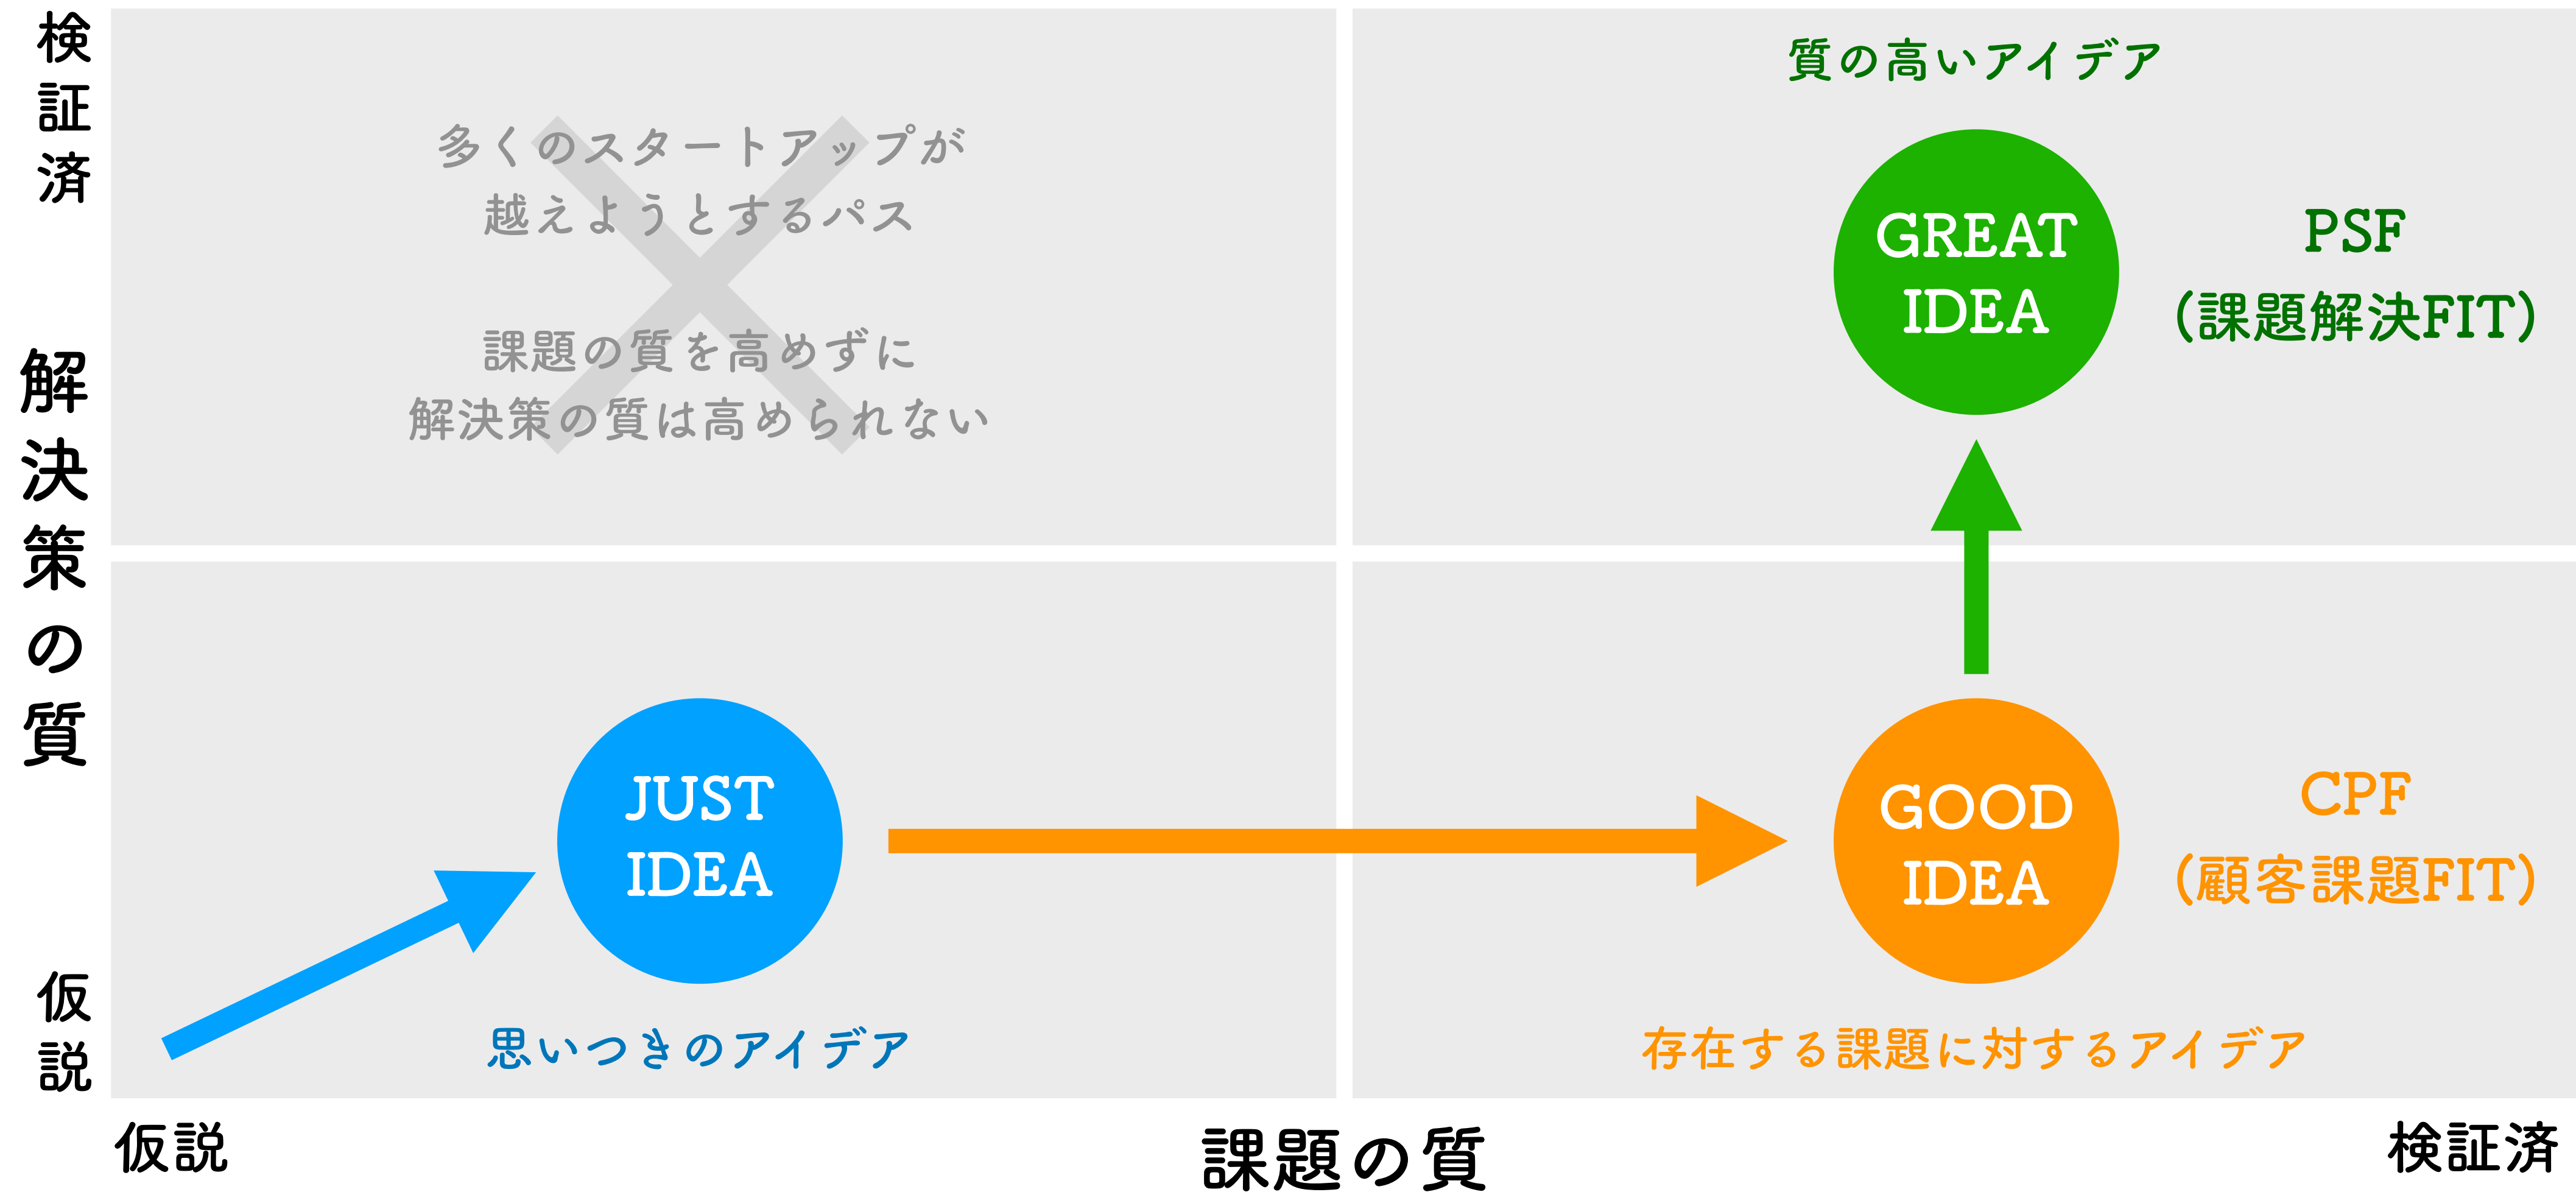 検証済
解決策の質
仮説
多くのスタートアップが
越えようとするパス
課題の質を高めずに
解決策の質は高められない
質の高いアイデア
GREAT
IDEA
PSF
(課題解決FIT)
JUST
IDEA
思いつきのアイデア
GOOD
IDEA
CPF
(顧客課題FIT)
存在する課題に対するアイデア
仮説
課題の質
検証済